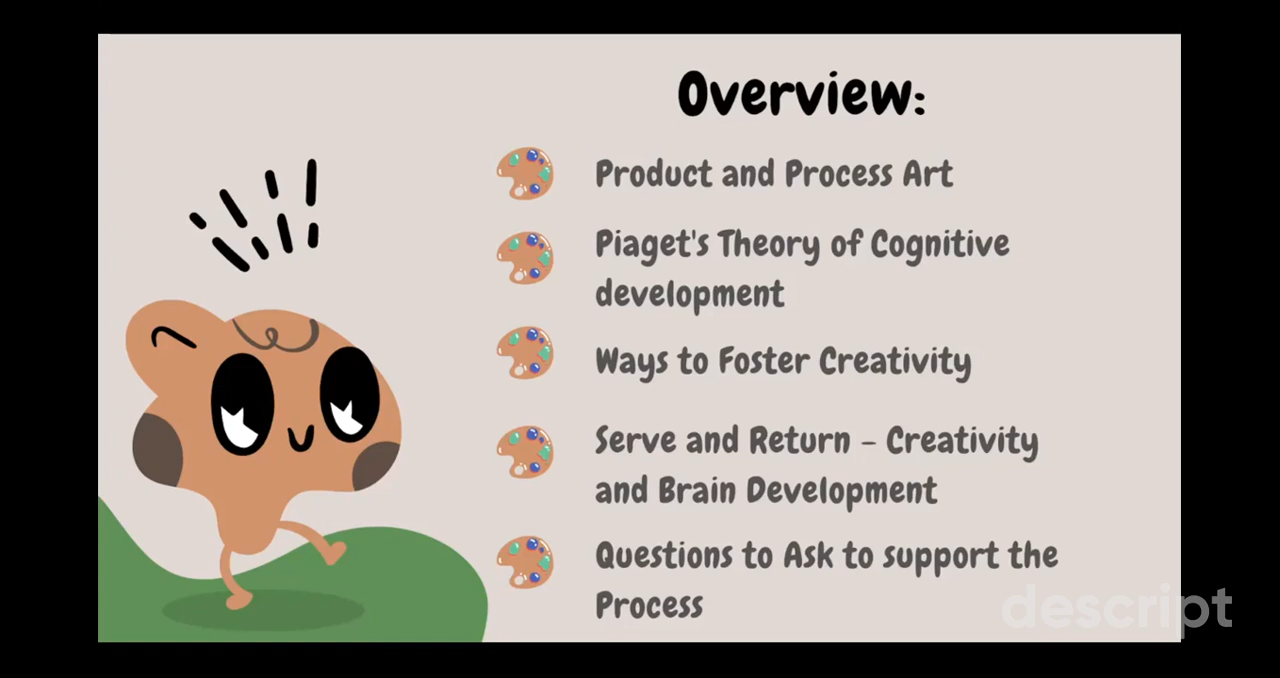 Overview:
Product and Process Art
Piaget's Theory of Cognitive
development
Ways to Foster Creativity
Serve and Return - Creativity
and Brain Development
Questions to Ask to support the
Process
descript